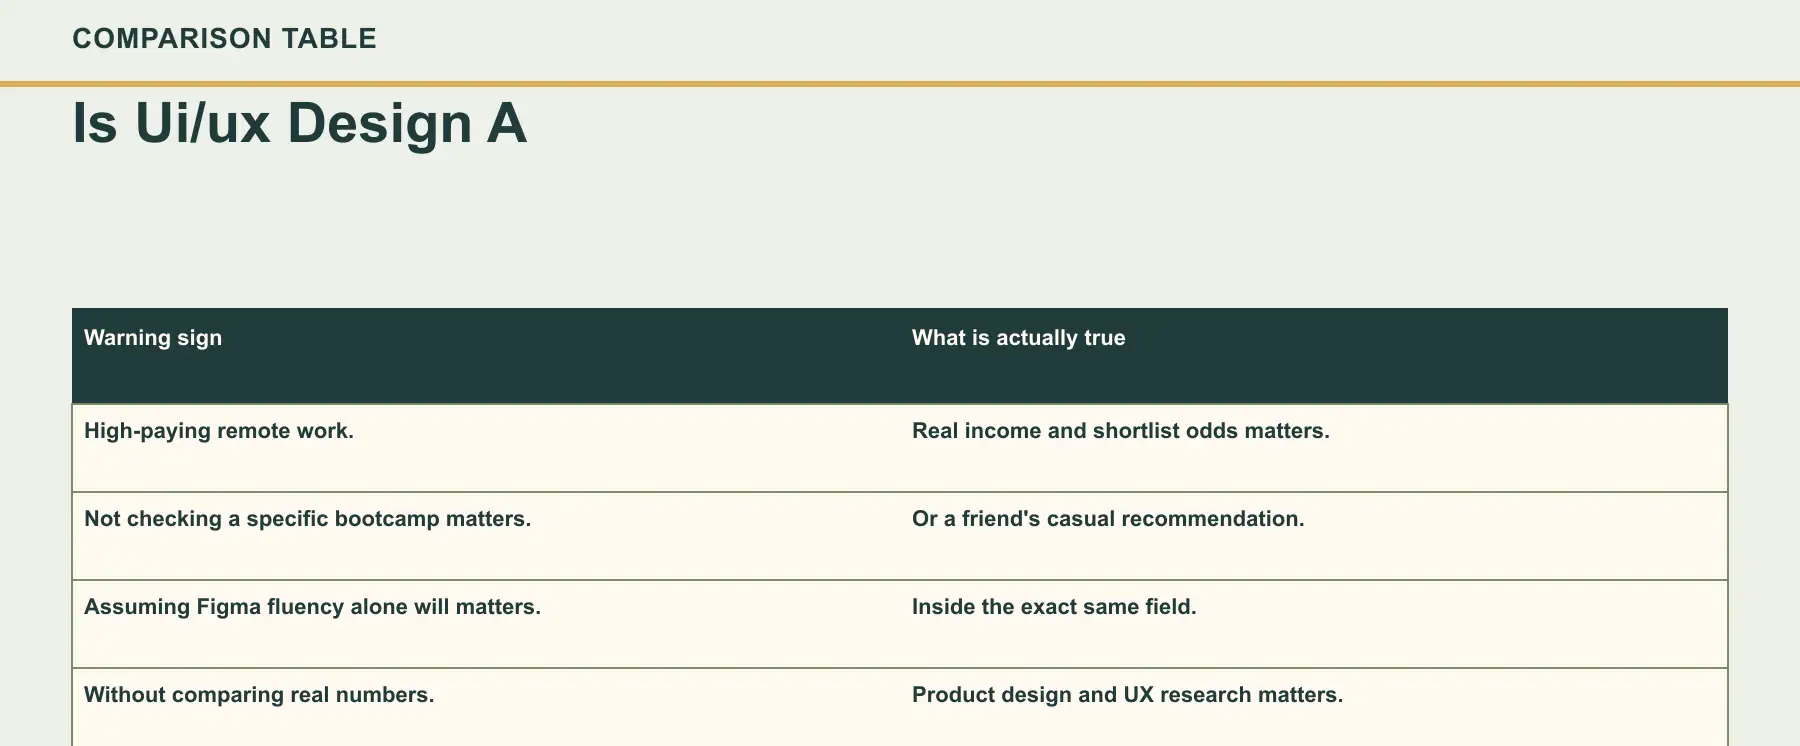 COMPARISON TABLE
Is Ui/ux Design A
Warning sign
What is actually true
High-paying remote work.
Real income and shortlist odds matters.
Not checking a specific bootcamp matters.
Or a friend's casual recommendation.
Assuming Figma fluency alone will matters.
Inside the exact same field.
Without comparing real numbers.
Product design and UX research matters.